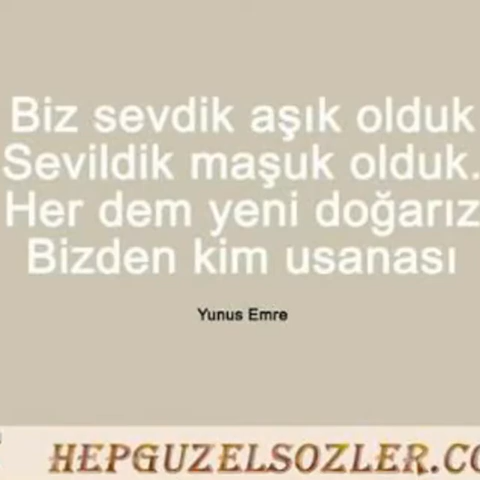 Biz sevdik aşık olduk
Sevildik maşuk olduk.
Her dem yeni doğarız
Bizden kim usanası
Yunus Emre
HEPGUZELSOZLER.CO